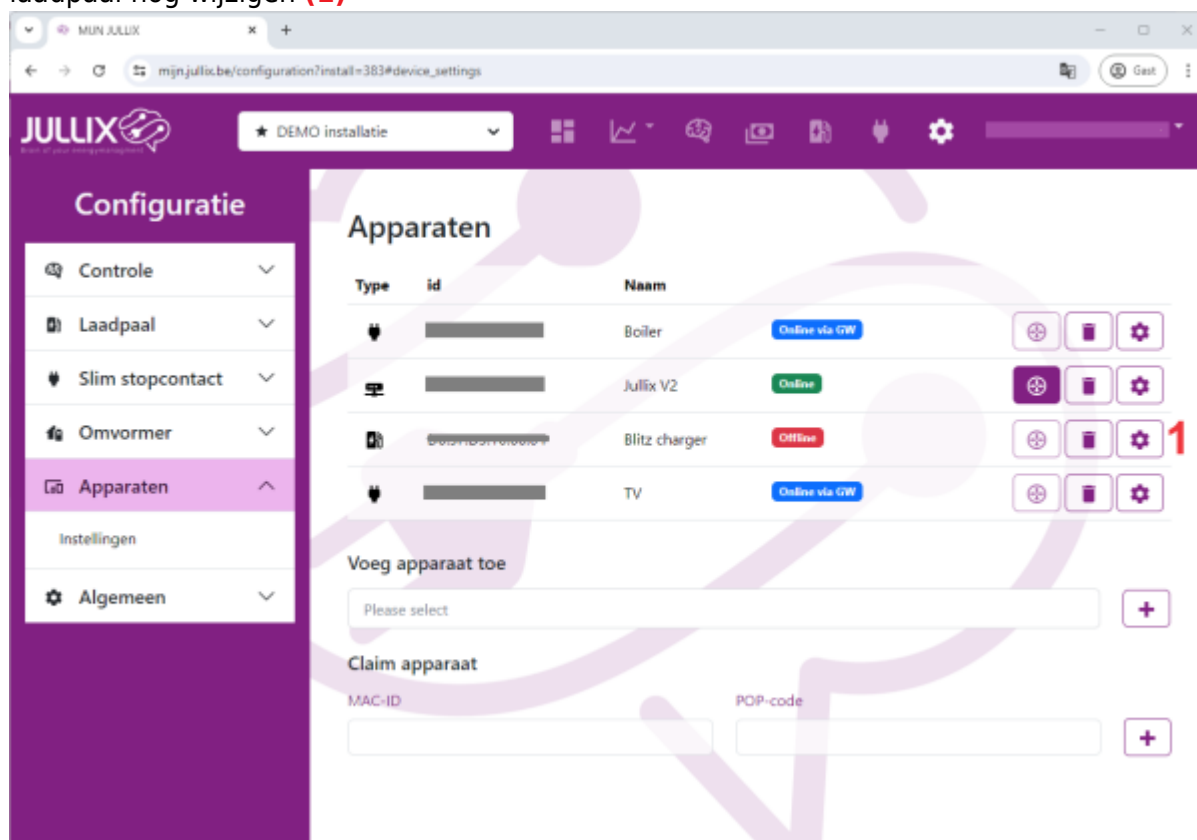 laadpaal nog wijzigen (1)
MIJN JULLIX
mijn.jullix.be/configuration?install=383#device_settings
Gast
JULLIX
★ DEMO installatie
Configuratie
Controle
Laadpaal
Slim stopcontact
Omvormer
Apparaten
Instellingen
Algemeen
Apparaten
Type id Naam
Boiler Online via GW
Jullix V2 Online
Blitz charger Offline 1
TV Online via GW
Voeg apparaat toe
Please select
Claim apparaat
MAC-ID POP-code